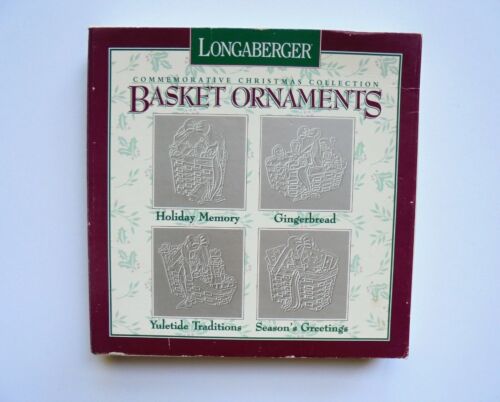 LONGABERGER®
COMMEMORATIVE CHRISTMAS COLLECTION
BASKET ORNAMENTS
Holiday Memory
Gingerbread
Yuletide Traditions
Season's Greetings